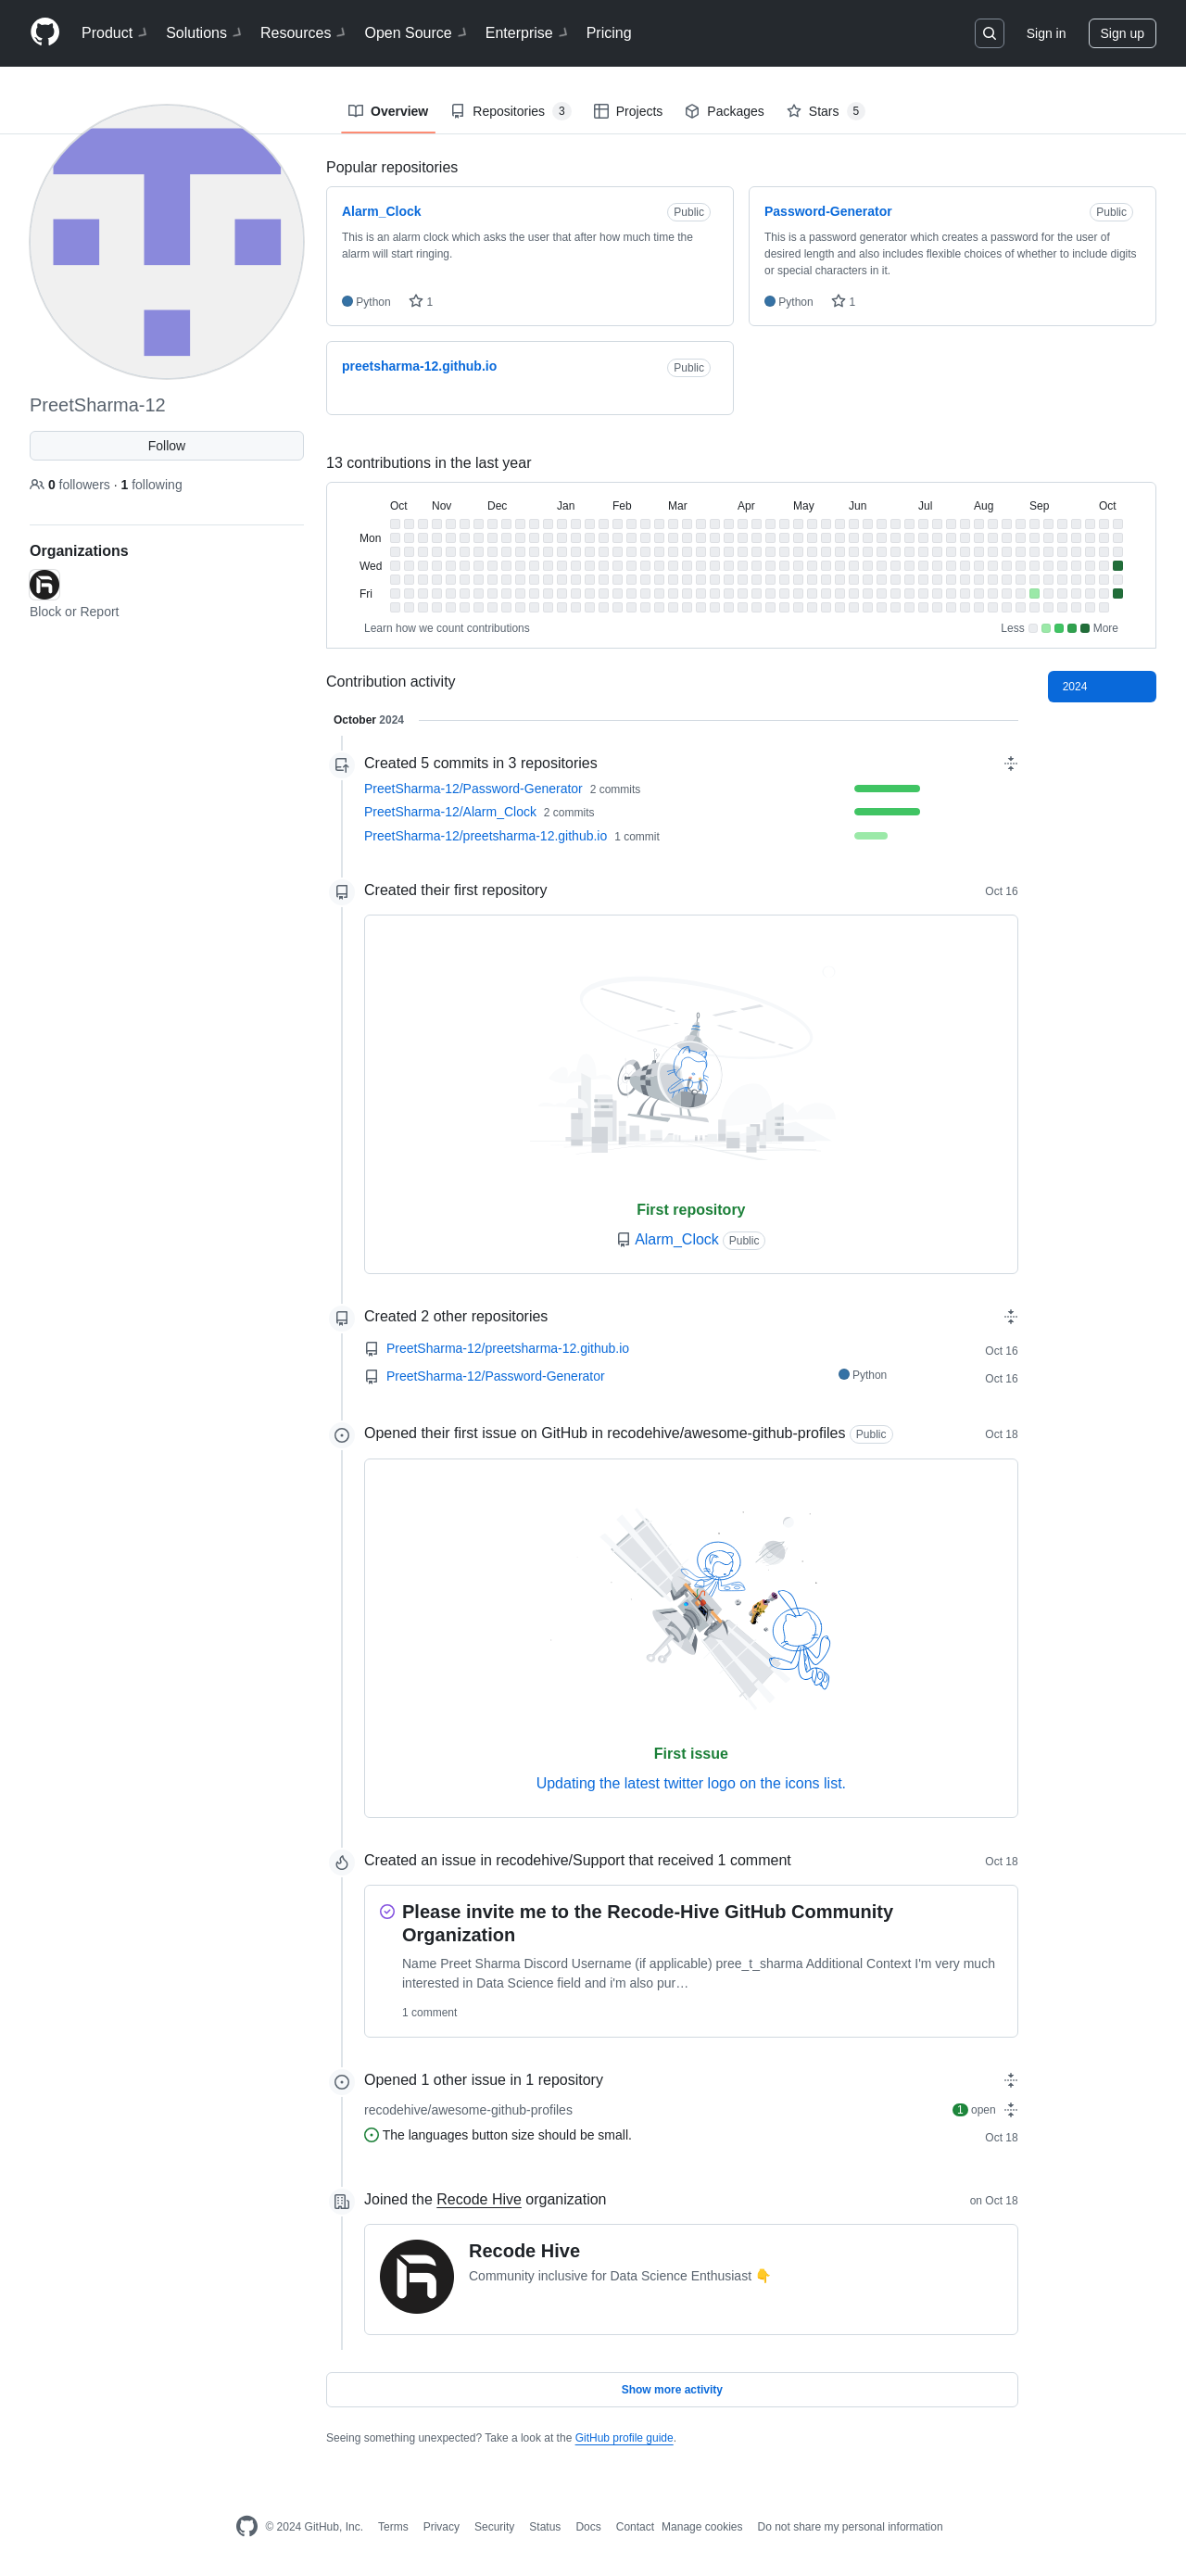 Product Solutions Resources Open Source Enterprise Pricing Sign in Sign up
Overview Repositories 3 Projects Packages Stars 5
PreetSharma-12
Follow
0 followers · 1 following
Organizations
Block or Report
Popular repositories
Alarm_Clock Public
This is an alarm clock which asks the user that after how much time the
alarm will start ringing.
Python 1
Password-Generator Public
This is a password generator which creates a password for the user of
desired length and also includes flexible choices of whether to include digits
or special characters in it.
Python 1
preetsharma-12.github.io Public
13 contributions in the last year
Oct Nov Dec Jan Feb Mar Apr May Jun Jul Aug Sep Oct
Mon
Wed
Fri
Learn how we count contributions Less More
Contribution activity
2024
October 2024
Created 5 commits in 3 repositories
PreetSharma-12/Password-Generator 2 commits
PreetSharma-12/Alarm_Clock 2 commits
PreetSharma-12/preetsharma-12.github.io 1 commit
Created their first repository Oct 16
First repository
Alarm_Clock Public
Created 2 other repositories
PreetSharma-12/preetsharma-12.github.io Oct 16
PreetSharma-12/Password-Generator Python Oct 16
Opened their first issue on GitHub in recodehive/awesome-github-profiles Public Oct 18
First issue
Updating the latest twitter logo on the icons list.
Created an issue in recodehive/Support that received 1 comment Oct 18
Please invite me to the Recode-Hive GitHub Community
Organization
Name Preet Sharma Discord Username (if applicable) pree_t_sharma Additional Context I'm very much
interested in Data Science field and i'm also pur…
1 comment
Opened 1 other issue in 1 repository
recodehive/awesome-github-profiles 1 open
The languages button size should be small. Oct 18
Joined the Recode Hive organization on Oct 18
Recode Hive
Community inclusive for Data Science Enthusiast 👇
Show more activity
Seeing something unexpected? Take a look at the GitHub profile guide.
© 2024 GitHub, Inc. Terms Privacy Security Status Docs Contact Manage cookies Do not share my personal information